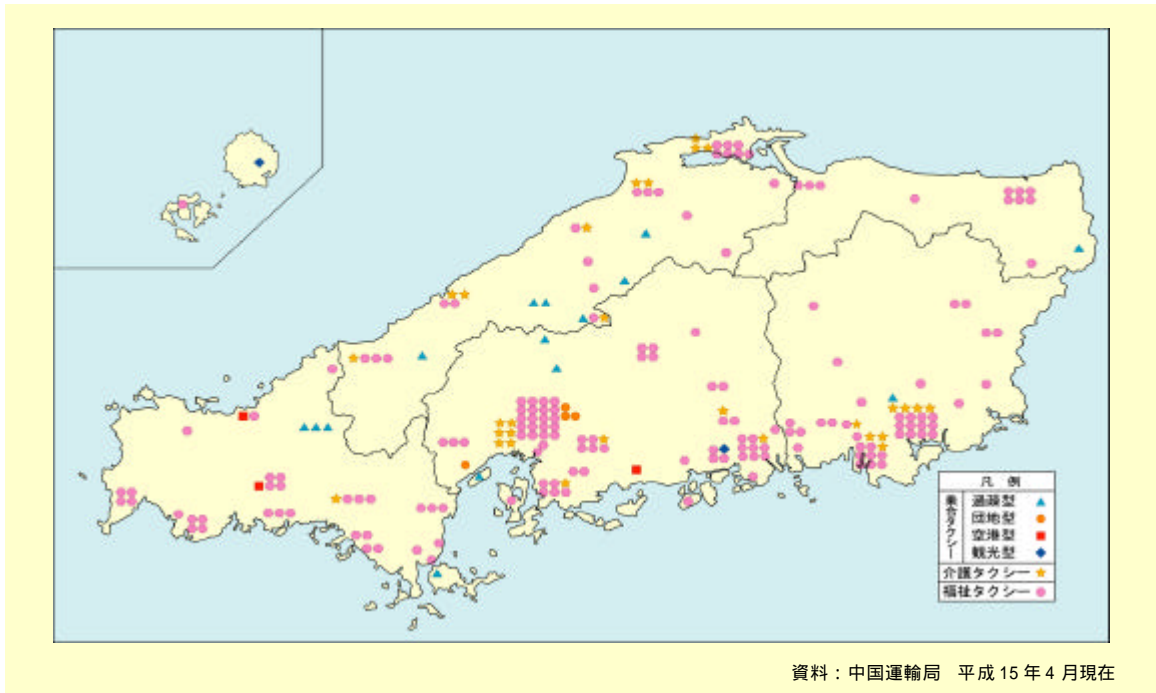 凡 例
乗合タクシー
過疎型
団地型
空港型
観光型
介護タクシー
福祉タクシー
資料：中国運輸局 平成15年4月現在